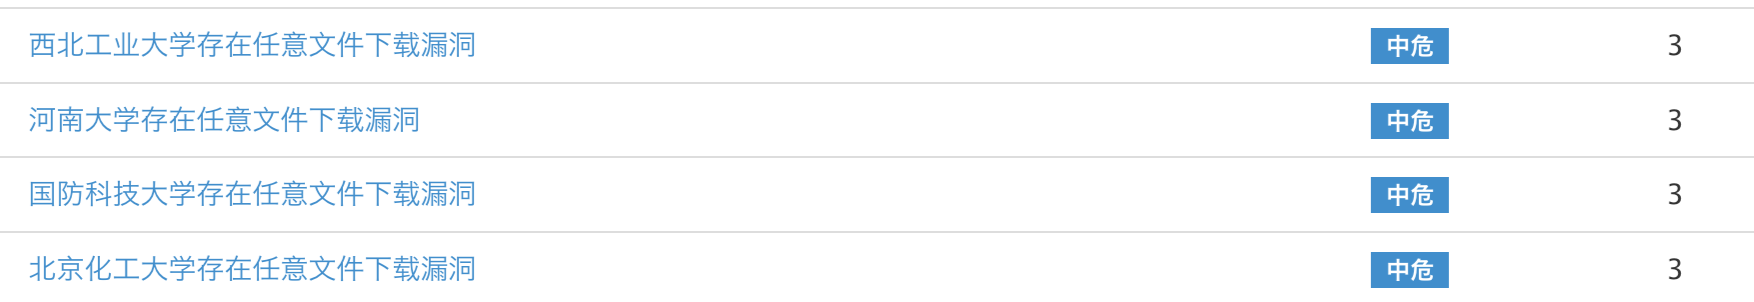 西北工业大学存在任意文件下载漏洞 中危 3
河南大学存在任意文件下载漏洞 中危 3
国防科技大学存在任意文件下载漏洞 中危 3
北京化工大学存在任意文件下载漏洞 中危 3